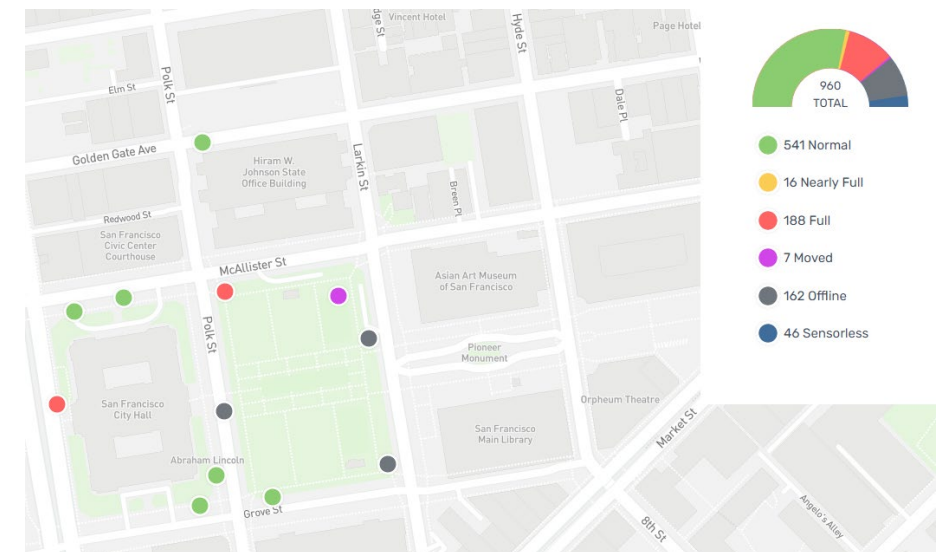 dge St
Vincent Hotel
Hyde St
Page Hotel
Polk St
Elm St
Dale Pl
Golden Gate Ave
Larkin St
Hiram W.
Johnson State
Office Building
Breen Pl
Redwood St
San Francisco
Civic Center
Courthouse
McAllister St
Asian Art Museum
of San Francisco
Polk St
Pioneer
Monument
San Francisco
City Hall
Orpheum Theatre
Market St
San Francisco
Main Library
Abraham Lincoln
Grove St
8th St
Angelo's Alley
960
TOTAL
541 Normal
16 Nearly Full
188 Full
7 Moved
162 Offline
46 Sensorless